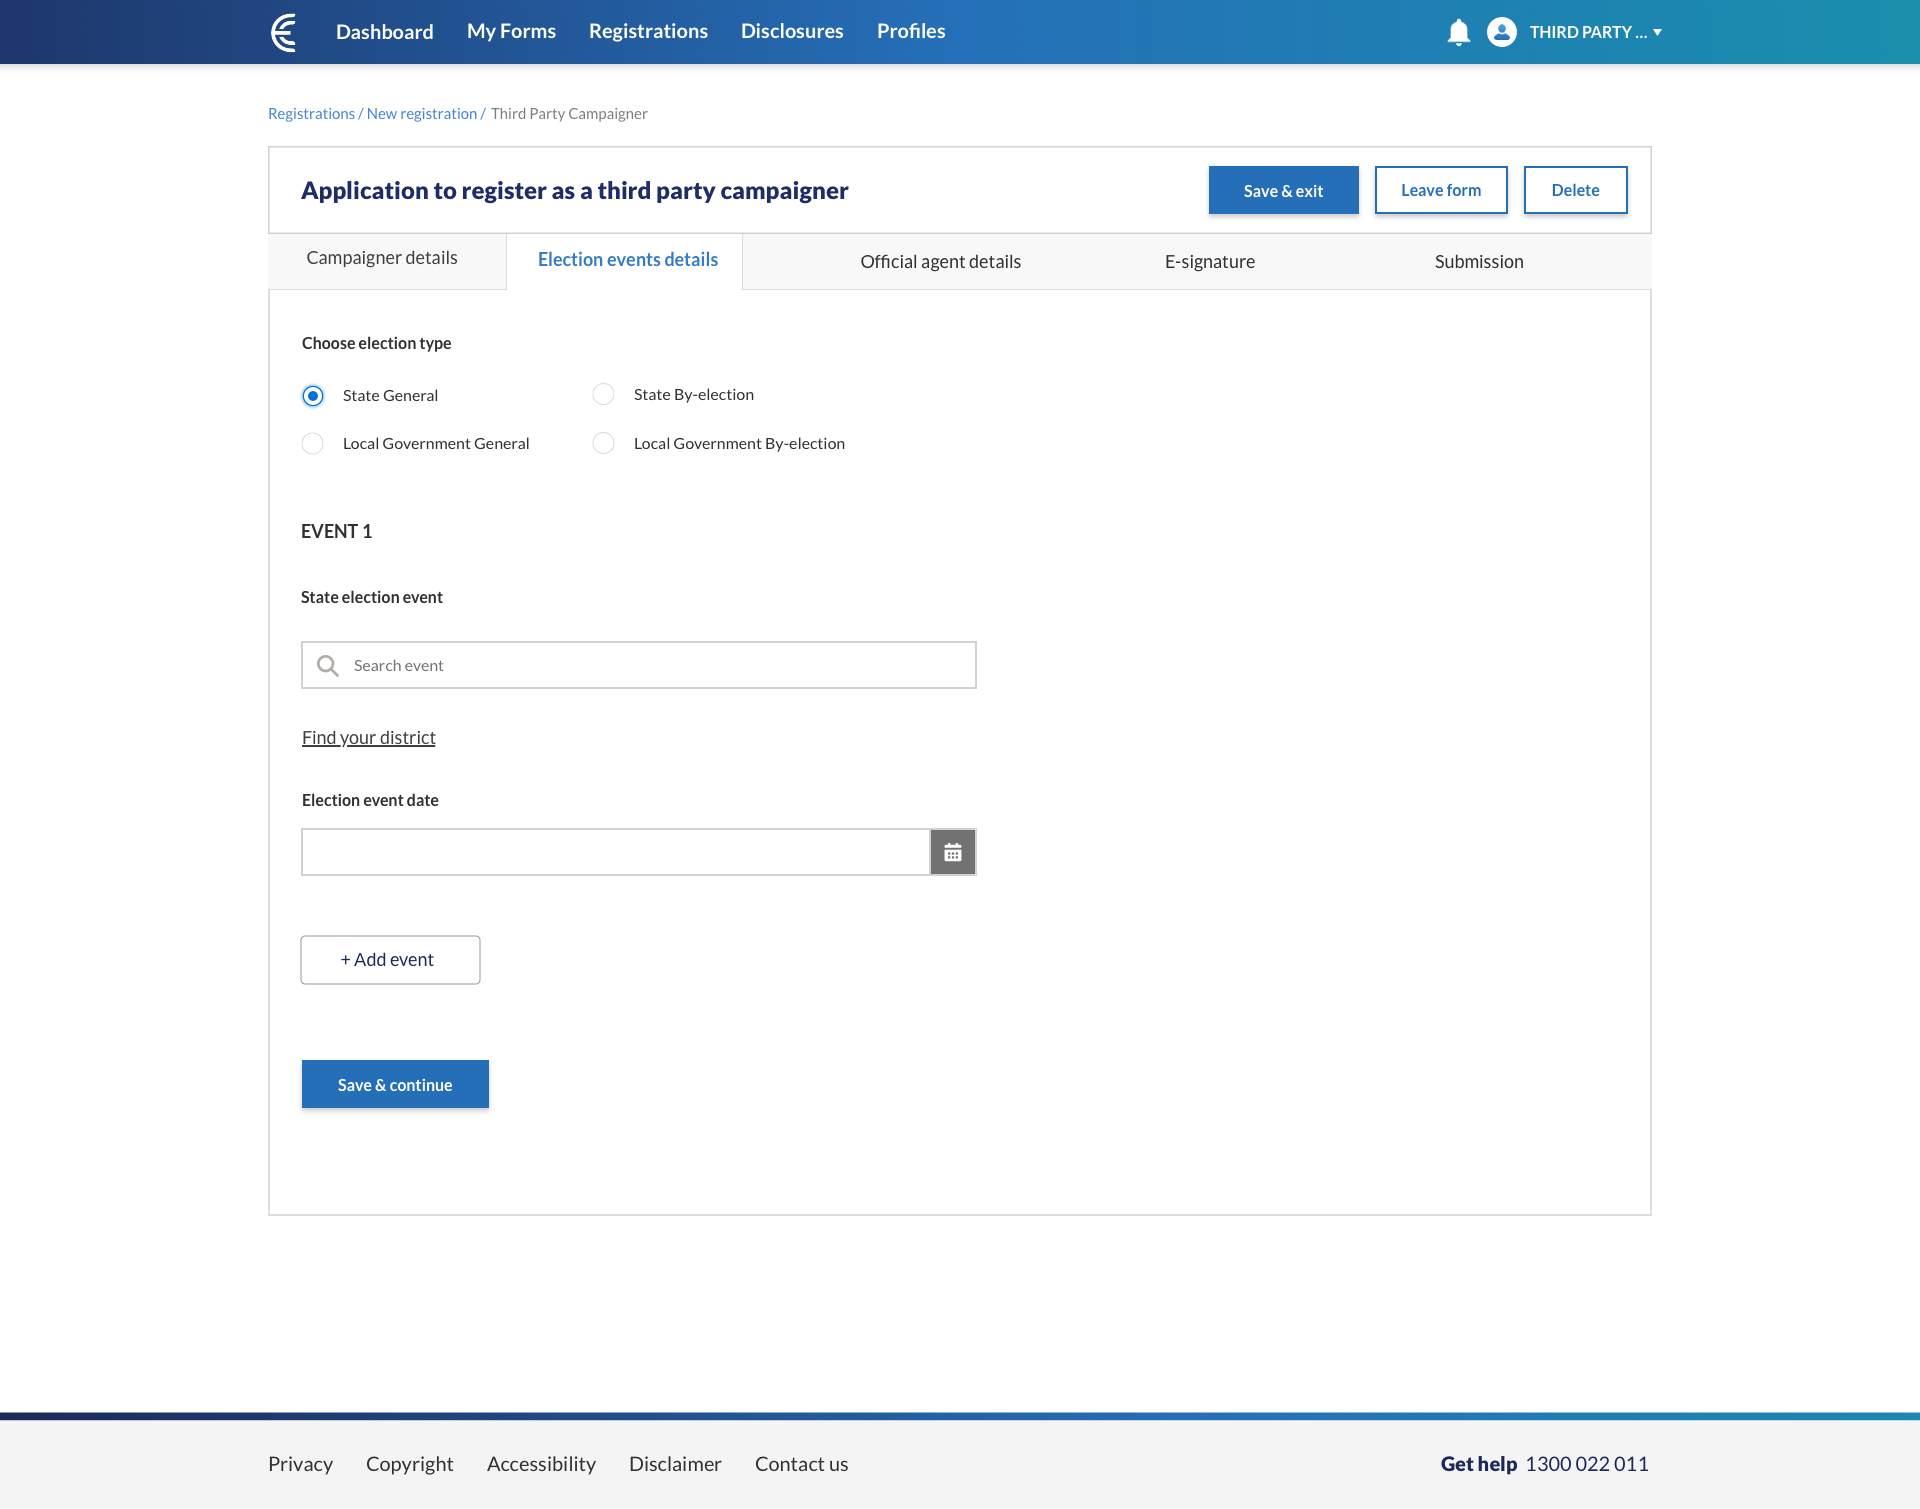 Dashboard My Forms Registrations Disclosures Profiles THIRD PARTY ...
Registrations / New registration / Third Party Campaigner
Application to register as a third party campaigner Save & exit Leave form Delete
Campaigner details Election events details Official agent details E-signature Submission
Choose election type
State General State By-election
Local Government General Local Government By-election
EVENT 1
State election event
Search event
Find your district
Election event date
+ Add event
Save & continue
Privacy Copyright Accessibility Disclaimer Contact us Get help 1300 022 011